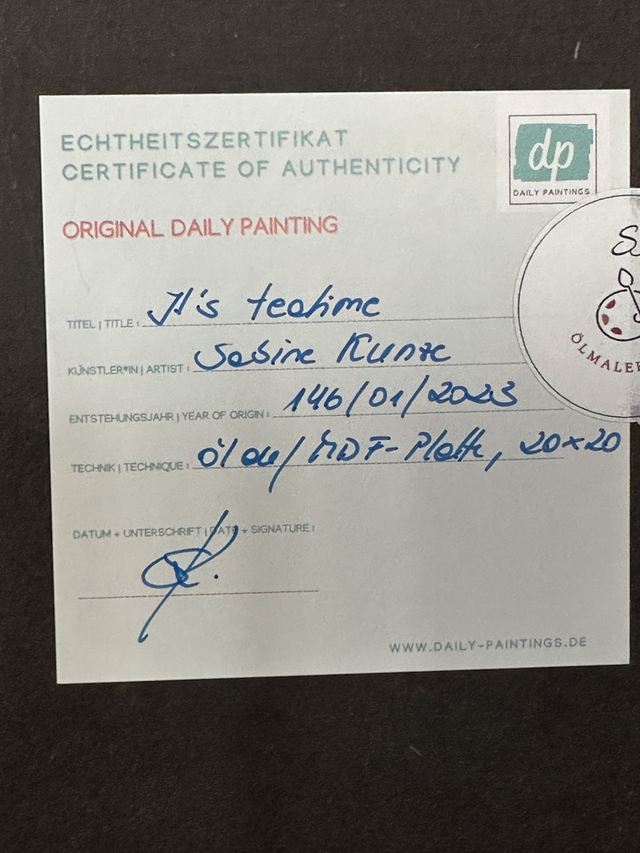 ECHTHEITSZERTIFIKAT
CERTIFICATE OF AUTHENTICITY
dp
DAILY PAINTINGS
ORIGINAL DAILY PAINTING
TITEL | TITLE: It's teatime
KÜNSTLER*IN | ARTIST: Sabine Kunze
ENTSTEHUNGSJAHR | YEAR OF ORIGIN: 146/01/2023
TECHNIK | TECHNIQUE: Öl auf MDF-Platte, 20x20
ÖLMALER
DATUM + UNTERSCHRIFT | DATE + SIGNATURE:
WWW.DAILY-PAINTINGS.DE